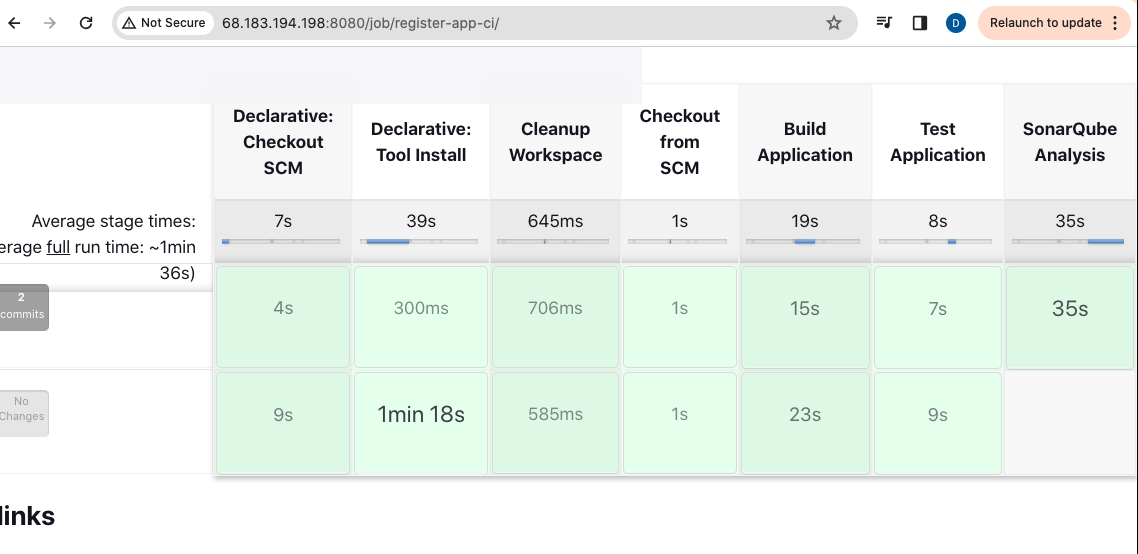 Not Secure
68.183.194.198:8080/job/register-app-ci/
D
Relaunch to update
Declarative:
Checkout
SCM
Declarative:
Tool Install
Cleanup
Workspace
Checkout
from
SCM
Build
Application
Test
Application
SonarQube
Analysis
Average stage times:
erage full run time: ~1min
36s)
7s
39s
645ms
1s
19s
8s
35s
2
commits
4s
300ms
706ms
1s
15s
7s
35s
No
Changes
9s
1min 18s
585ms
1s
23s
9s
links